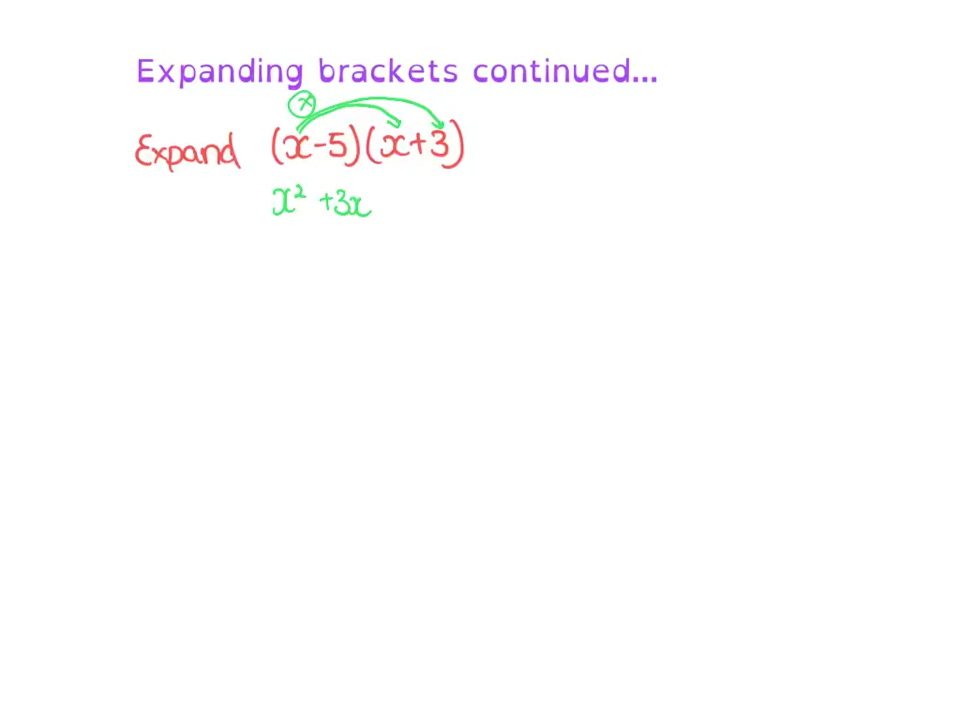 Expanding brackets continued...
×
Expand (x-5)(x+3)
x² +3x